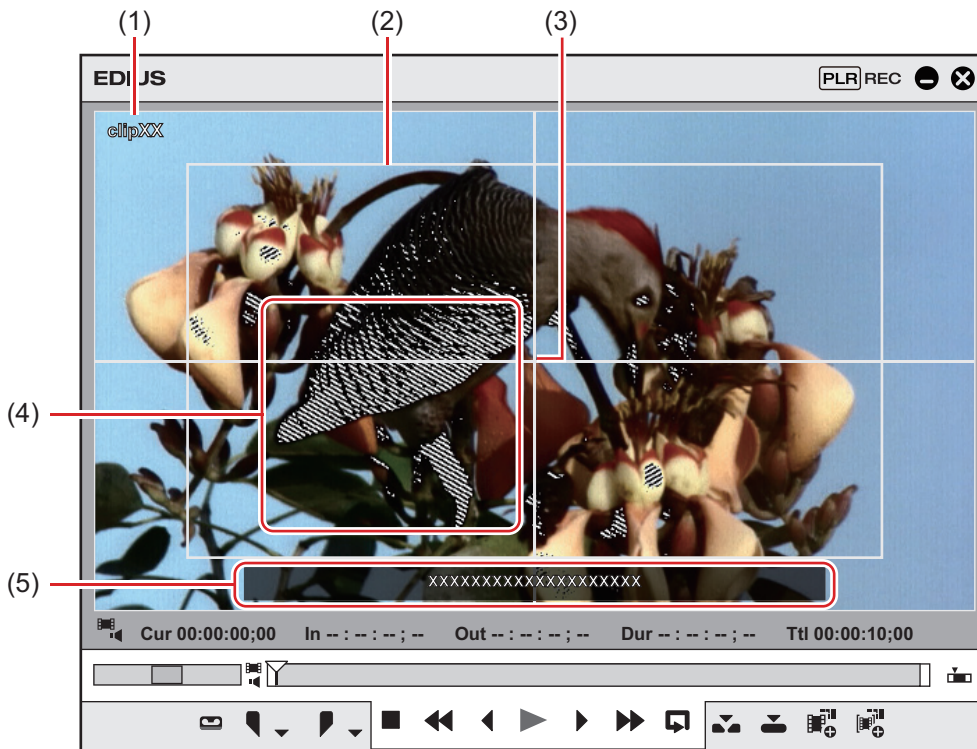 (1)
(2)
(3)
EDIUS
PLR REC
clipXX
(4)
(5)
XXXXXXXXXXXXXXXXXXXX
Cur 00:00:00;00 In -- : -- : -- ; -- Out -- : -- : -- ; -- Dur -- : -- : -- ; -- Ttl 00:00:10;00